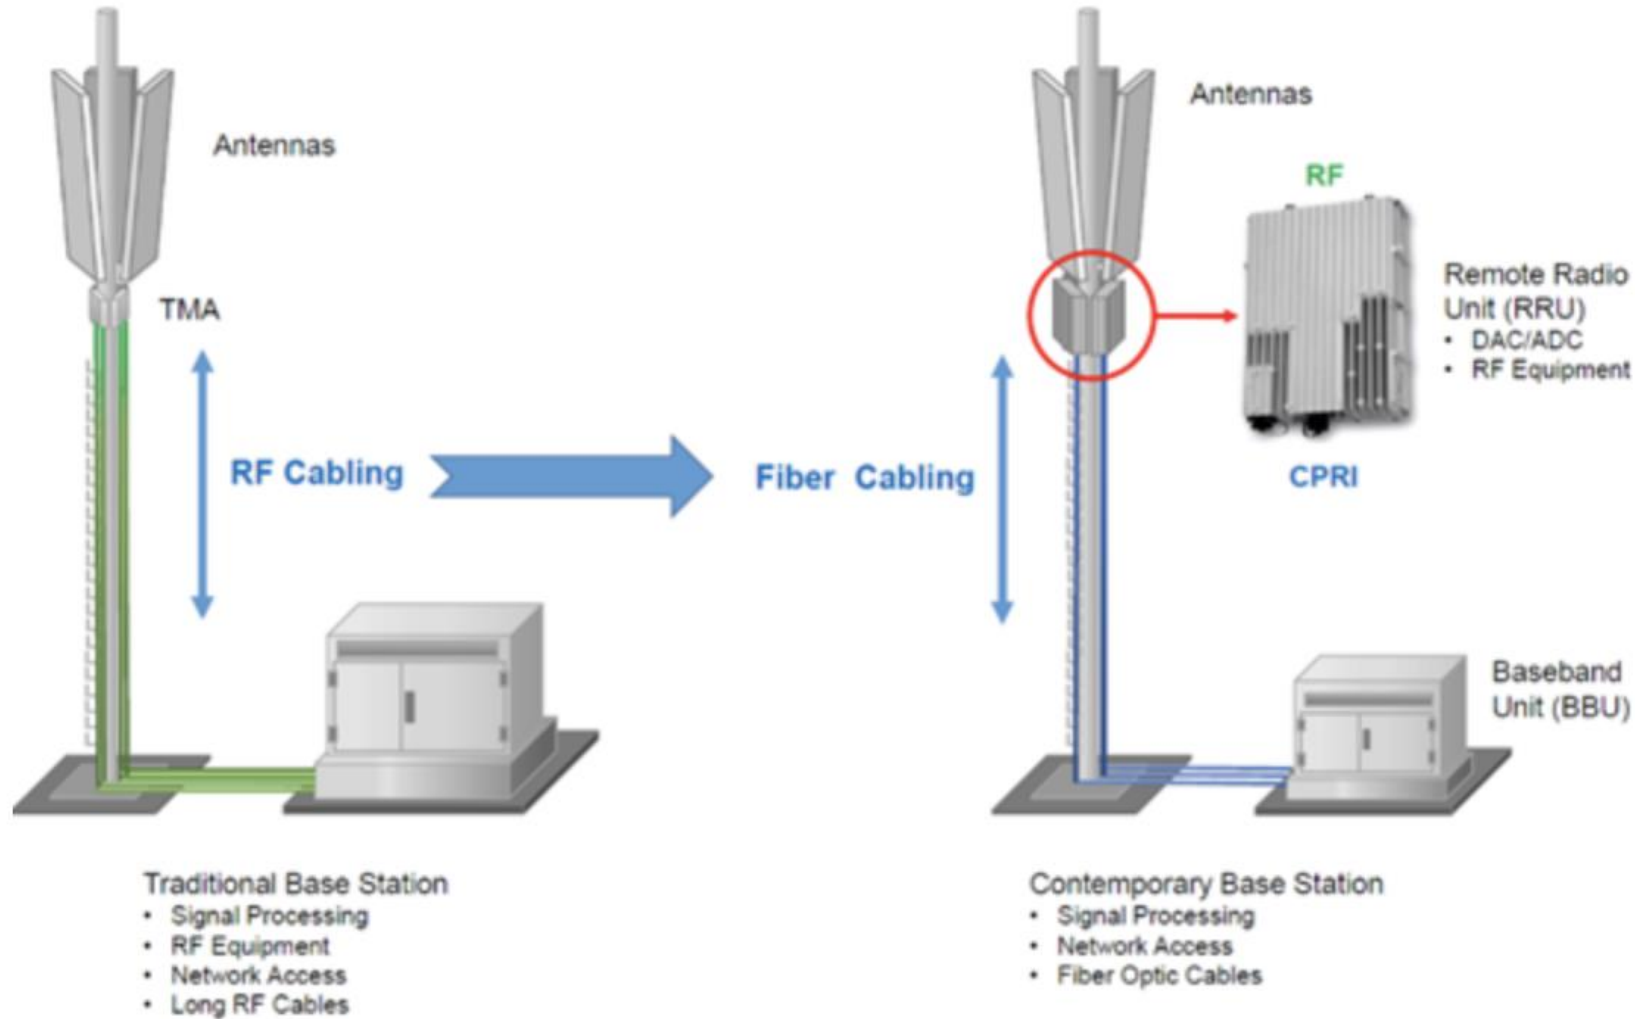 Antennas
TMA
RF Cabling
Traditional Base Station
• Signal Processing
• RF Equipment
• Network Access
• Long RF Cables
Antennas
RF
Remote Radio
Unit (RRU)
• DAC/ADC
• RF Equipment
CPRI
Fiber Cabling
Baseband
Unit (BBU)
Contemporary Base Station
• Signal Processing
• Network Access
• Fiber Optic Cables